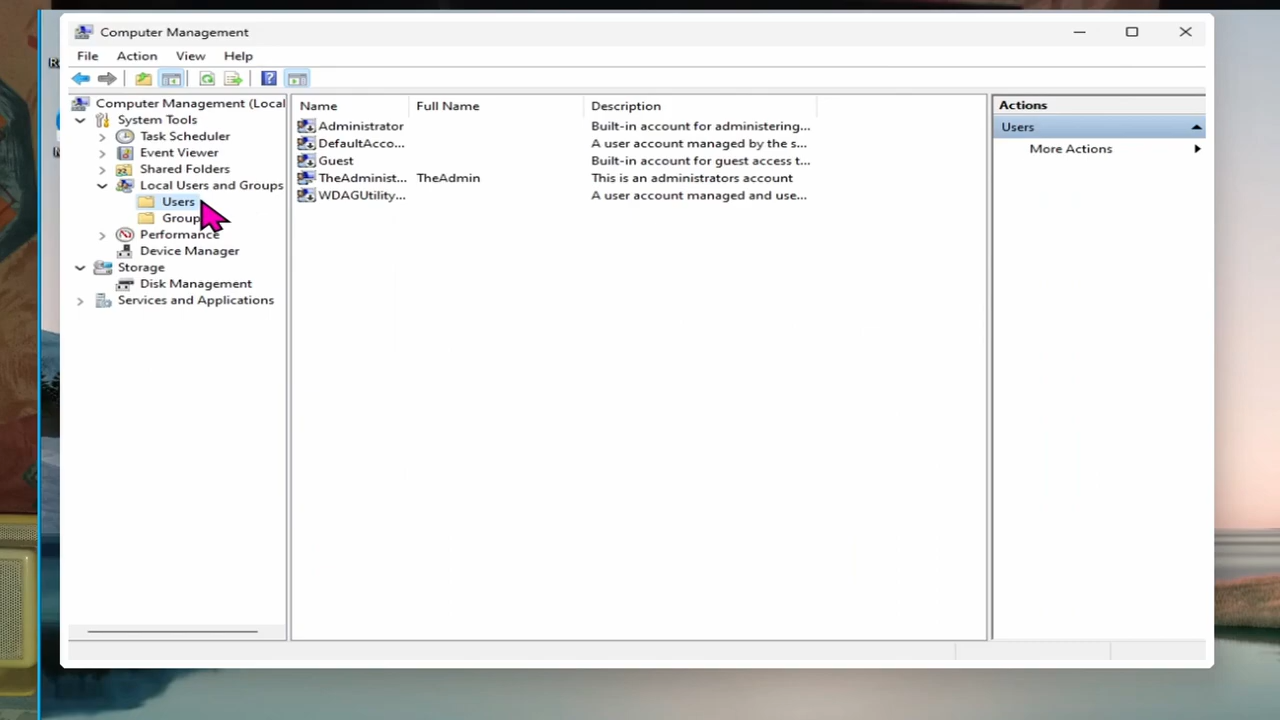 Computer Management
File Action View Help
Computer Management (Local
System Tools
Task Scheduler
Event Viewer
Shared Folders
Local Users and Groups
Users
Group
Performance
Device Manager
Storage
Disk Management
Services and Applications
Name Full Name Description
Administrator Built-in account for administering...
DefaultAcco... A user account managed by the s...
Guest Built-in account for guest access t...
TheAdminist... TheAdmin This is an administrators account
WDAGUtility... A user account managed and use...
Actions
Users
More Actions